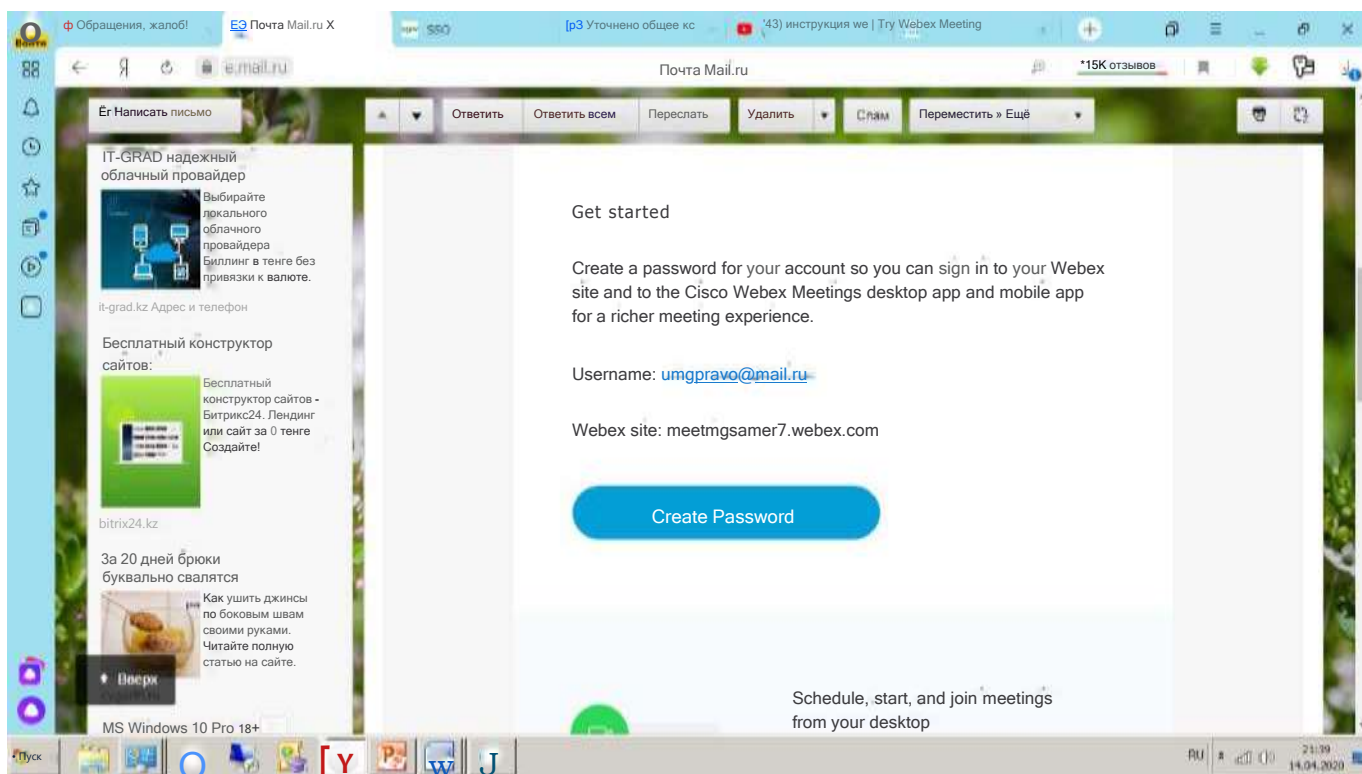 Войти
ф Обращения, жалоб!
ЕЭ Почта Mail.ru X
SSO
[рЗ Уточнено общее кс
'43) инструкция we | Try Webex Meeting
Я
e.mail.ru
Почта Mail.ru
*15K отзывов
Ёг Написать письмо
Ответить
Ответить всем
Переслать
Удалить
Спам
Переместить » Ещё
IT-GRAD надежный
облачный провайдер
Выбирайте
локального
облачного
провайдера
Биллинг в тенге без
привязки к валюте.
it-grad.kz Адрес и телефон
Бесплатный конструктор
сайтов:
Бесплатный
конструктор сайтов -
Битрикс24. Лендинг
или сайт за 0 тенге
Создайте!
bitrix24.kz
За 20 дней брюки
буквально свалятся
Как ушить джинсы
по боковым швам
своими руками.
Читайте полную
статью на сайте.
Вверх
MS Windows 10 Pro 18+
Get started
Create a password for your account so you can sign in to your Webex
site and to the Cisco Webex Meetings desktop app and mobile app
for a richer meeting experience.
Username: umgpravo@mail.ru
Webex site: meetmgsamer7.webex.com
Create Password
Schedule, start, and join meetings
from your desktop
Пуск
[Y
W
J
RU
21:39
14.04.2020